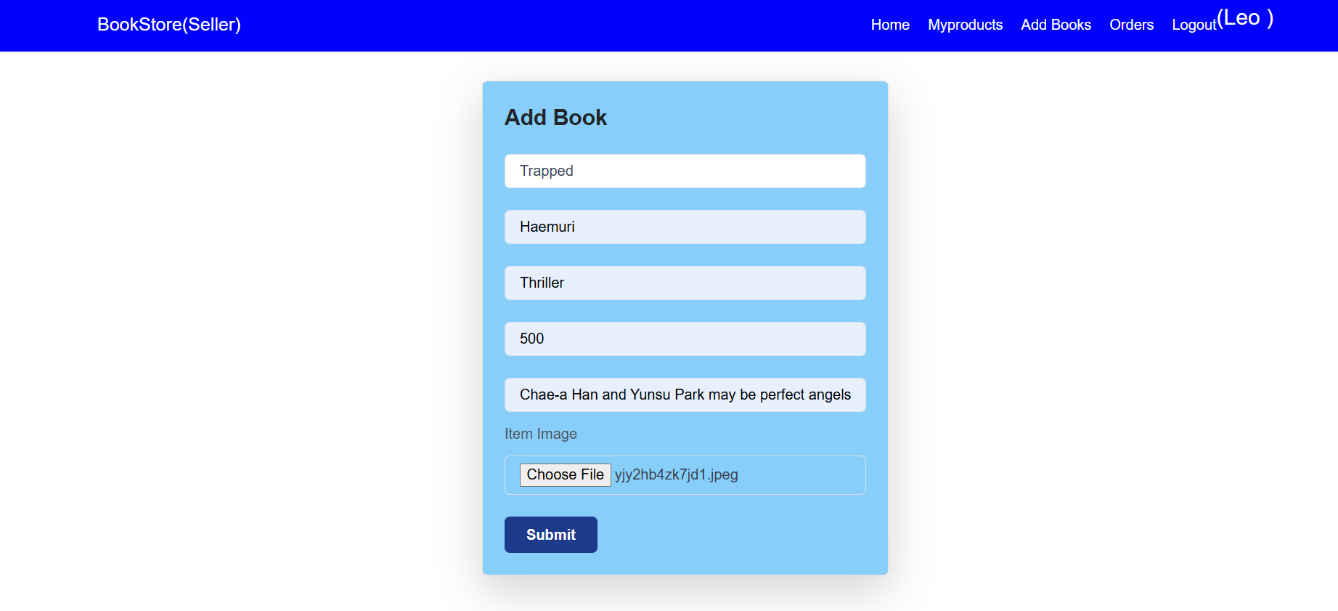 BookStore(Seller)
Home Myproducts Add Books Orders Logout(Leo )
Add Book
Trapped
Haemuri
Thriller
500
Chae-a Han and Yunsu Park may be perfect angels
Item Image
Choose File yjy2hb4zk7jd1.jpeg
Submit